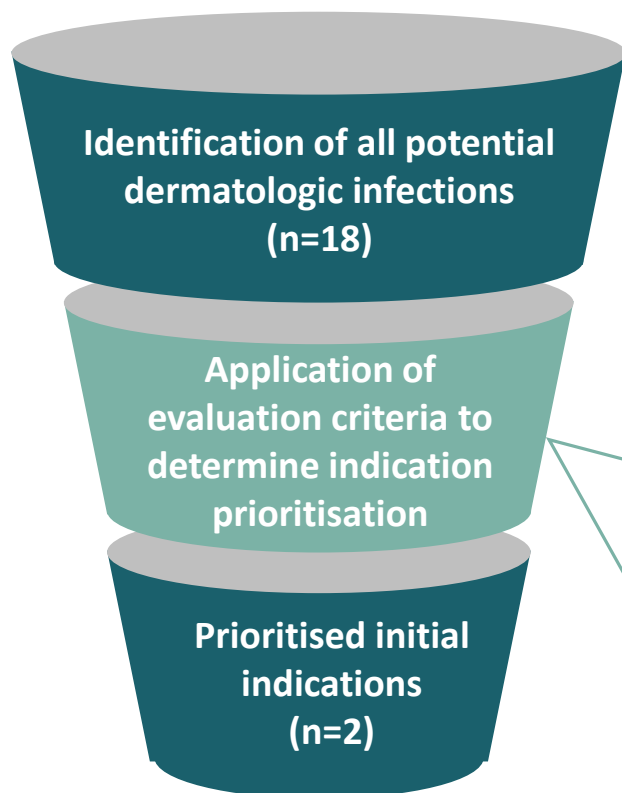 Identification of all potential
dermatologic infections
(n=18)
Application of
evaluation criteria to
determine indication
prioritisation
Prioritised initial
indications
(n=2)